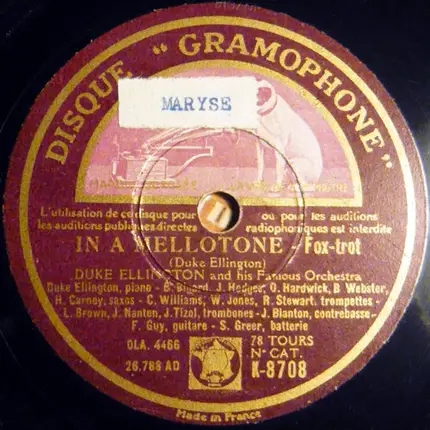 DISQUE "GRAMOPHONE"
MARYSE
L'utilisation de ce disque pour ou pour les auditions
les auditions publiques directes radiophoniques est interdite
IN A MELLOTONE - Fox-trot
(Duke Ellington)
DUKE ELLINGTON and his Famous Orchestra
Duke Ellington, piano - B. Bigard, J. Hedges, O. Hardwick, B. Webster,
H. Carney, saxos - C. Williams, W. Jones, R. Stewart, trompettes -
L. Brown, J. Nanton, J. Tizol, trombones - J. Blanton, contrebasse -
F. Guy, guitare - S. Greer, batterie
OLA. 4466
26.788 AD
78 TOURS
N° CAT.
K-8708
Made in France